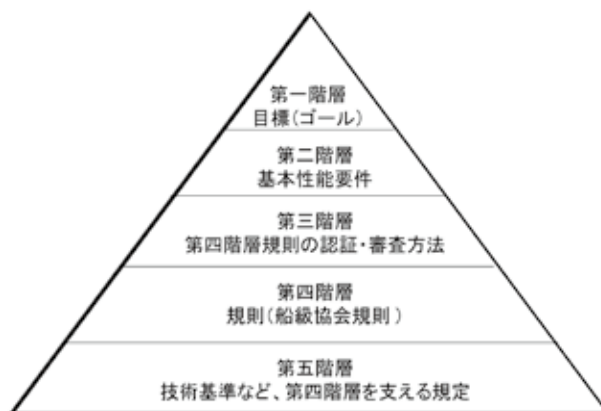 第一階層
目標(ゴール)
第二階層
基本性能要件
第三階層
第四階層規則の認証・審査方法
第四階層
規則(船級協会規則)
第五階層
技術基準など、第四階層を支える規定